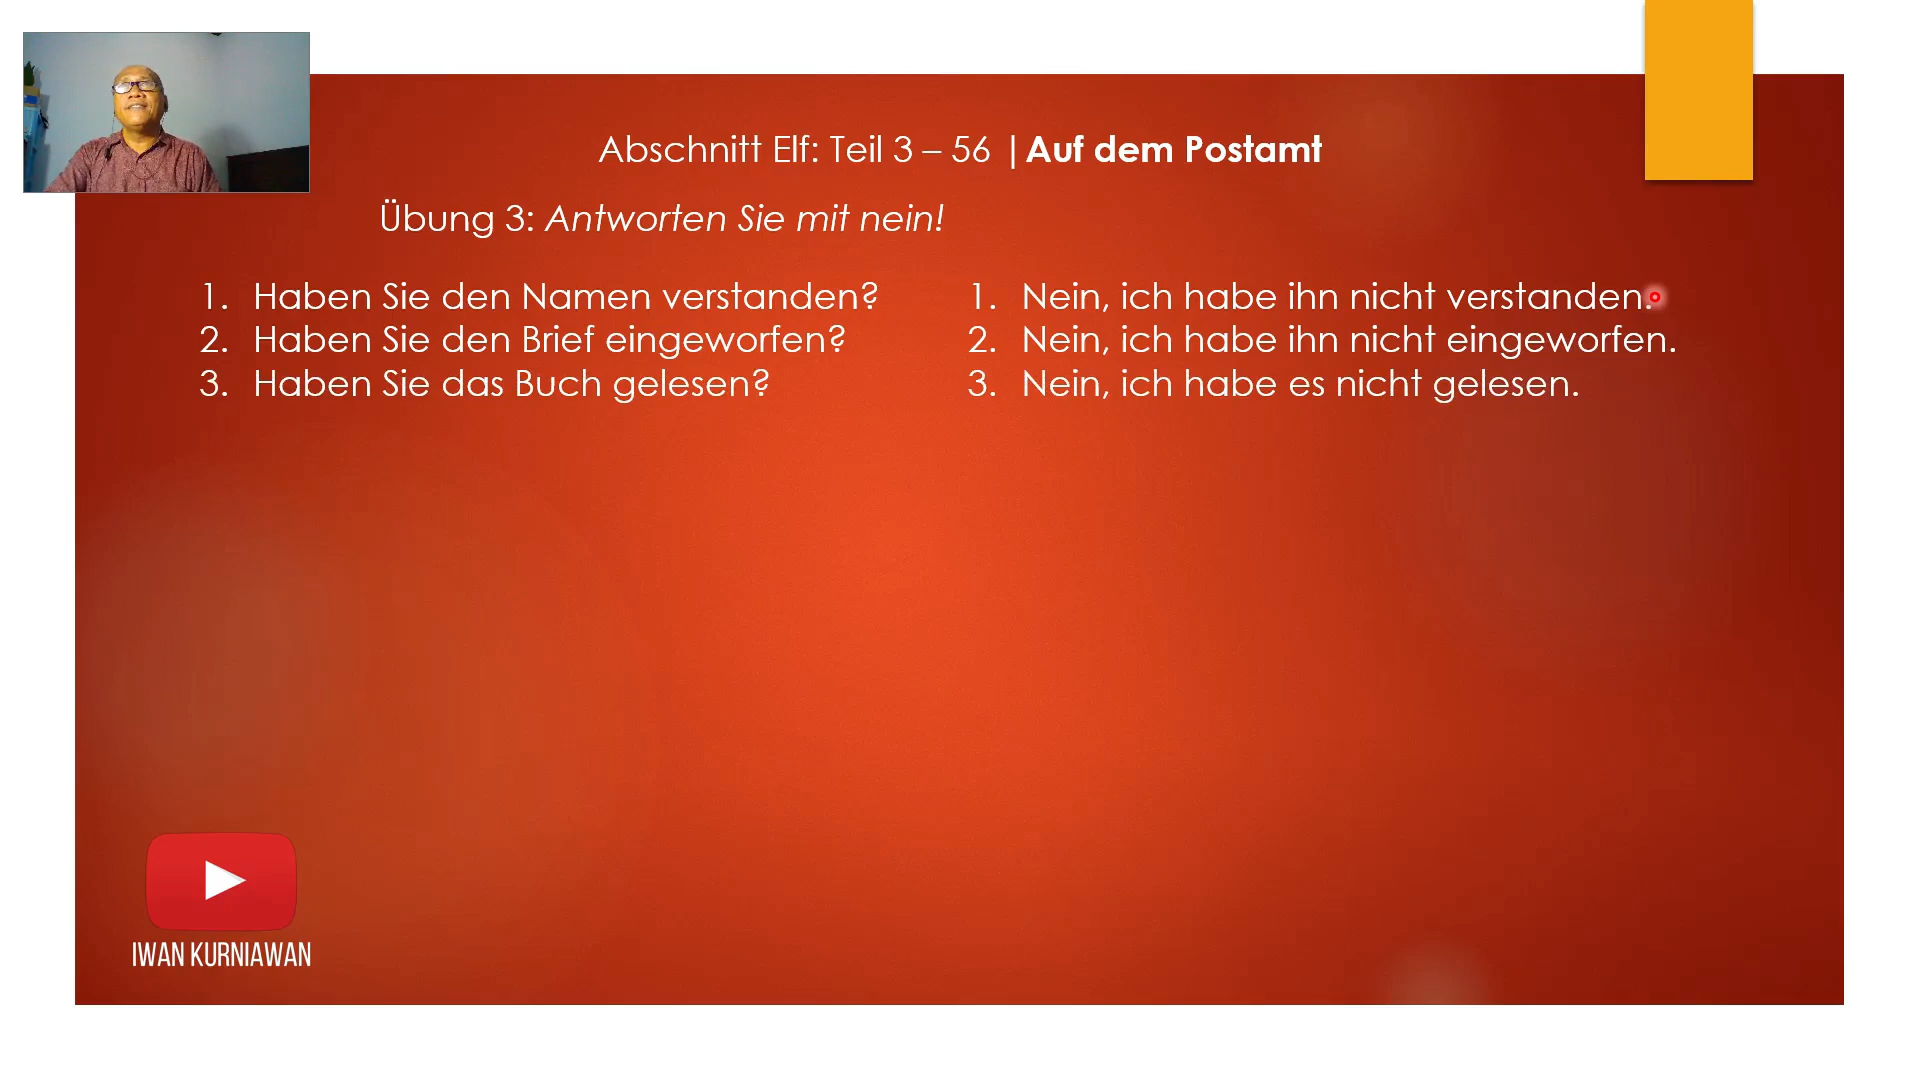 Abschnitt Elf: Teil 3 – 56 |Auf dem Postamt
Übung 3: Antworten Sie mit nein!
1. Haben Sie den Namen verstanden?
2. Haben Sie den Brief eingeworfen?
3. Haben Sie das Buch gelesen?
1. Nein, ich habe ihn nicht verstanden.
2. Nein, ich habe ihn nicht eingeworfen.
3. Nein, ich habe es nicht gelesen.
IWAN KURNIAWAN